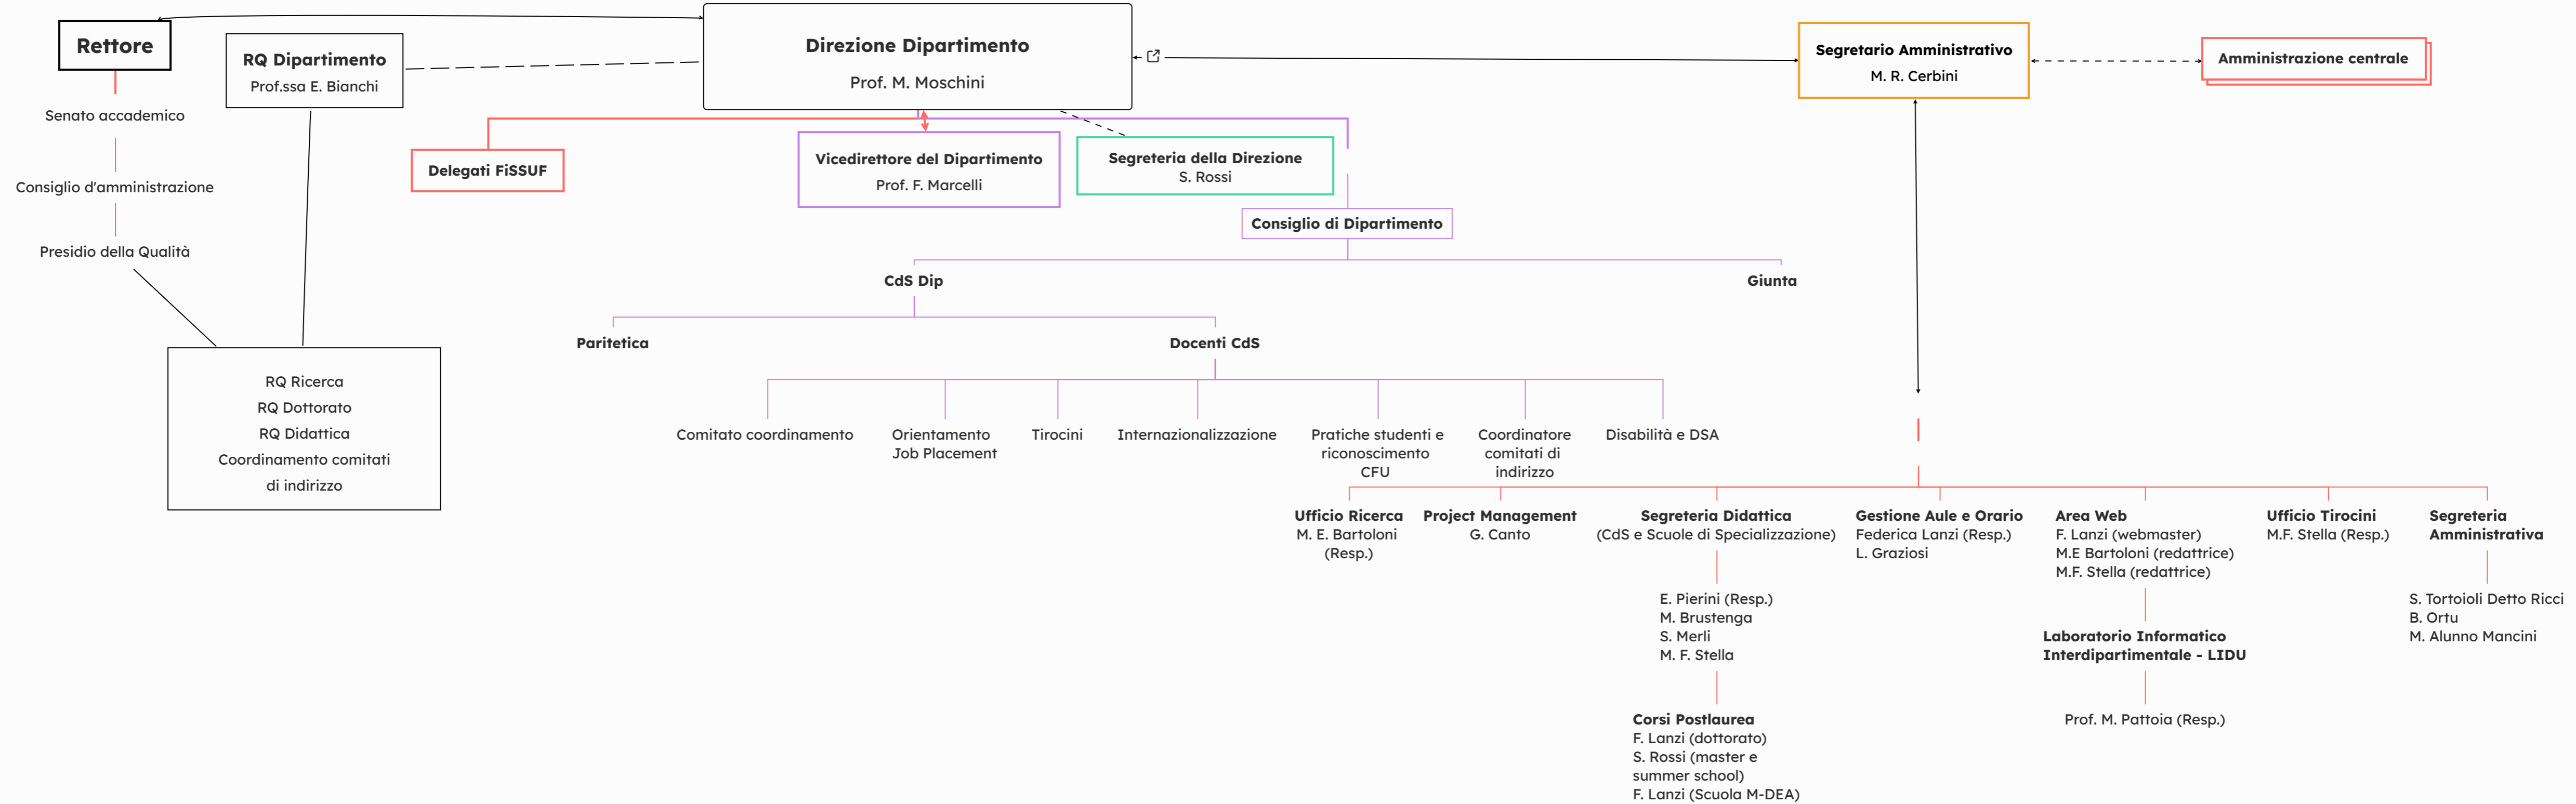 Rettore
Senato accademico
Consiglio d'amministrazione
Presidio della Qualità
RQ Dipartimento
Prof.ssa E. Bianchi
RQ Ricerca
RQ Dottorato
RQ Didattica
Coordinamento comitati
di indirizzo
Direzione Dipartimento
Prof. M. Moschini
Segretario Amministrativo
M. R. Cerbini
Amministrazione centrale
Delegati FiSSUF
Vicedirettore del Dipartimento
Prof. F. Marcelli
Segreteria della Direzione
S. Rossi
Consiglio di Dipartimento
CdS Dip
Giunta
Paritetica
Docenti CdS
Comitato coordinamento
Orientamento
Job Placement
Tirocini
Internazionalizzazione
Pratiche studenti e
riconoscimento
CFU
Coordinatore
comitati di
indirizzo
Disabilità e DSA
Ufficio Ricerca
M. E. Bartoloni
(Resp.)
Project Management
G. Canto
Segreteria Didattica
(CdS e Scuole di Specializzazione)
E. Pierini (Resp.)
M. Brustenga
S. Merli
M. F. Stella
Corsi Postlaurea
F. Lanzi (dottorato)
S. Rossi (master e
summer school)
F. Lanzi (Scuola M-DEA)
Gestione Aule e Orario
Federica Lanzi (Resp.)
L. Graziosi
Area Web
F. Lanzi (webmaster)
M.E Bartoloni (redattrice)
M.F. Stella (redattrice)
Laboratorio Informatico
Interdipartimentale - LIDU
Prof. M. Pattoia (Resp.)
Ufficio Tirocini
M.F. Stella (Resp.)
Segreteria
Amministrativa
S. Tortoioli Detto Ricci
B. Ortu
M. Alunno Mancini